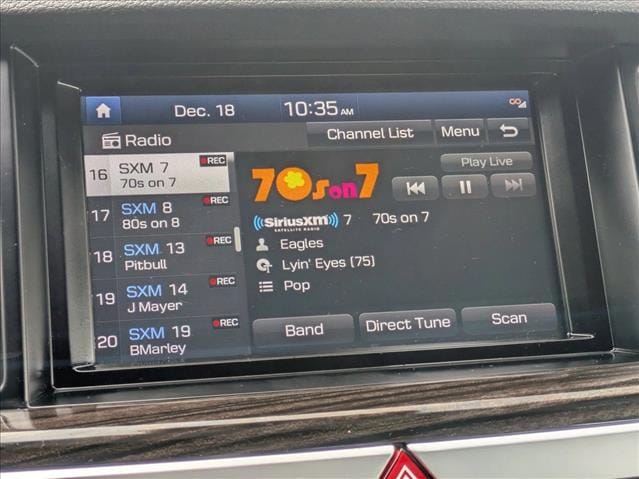 Dec. 18 10:35 AM
Radio Channel List Menu
16 SXM 7 REC
70s on 7
17 SXM 8 REC
80s on 8
18 SXM 13 REC
Pitbull
19 SXM 14 REC
J Mayer
20 SXM 19 REC
BMarley
Play Live
70s on 7
((SiriusXM)) 7 70s on 7
SATELLITE RADIO
Eagles
Lyin' Eyes (75)
Pop
Band Direct Tune Scan